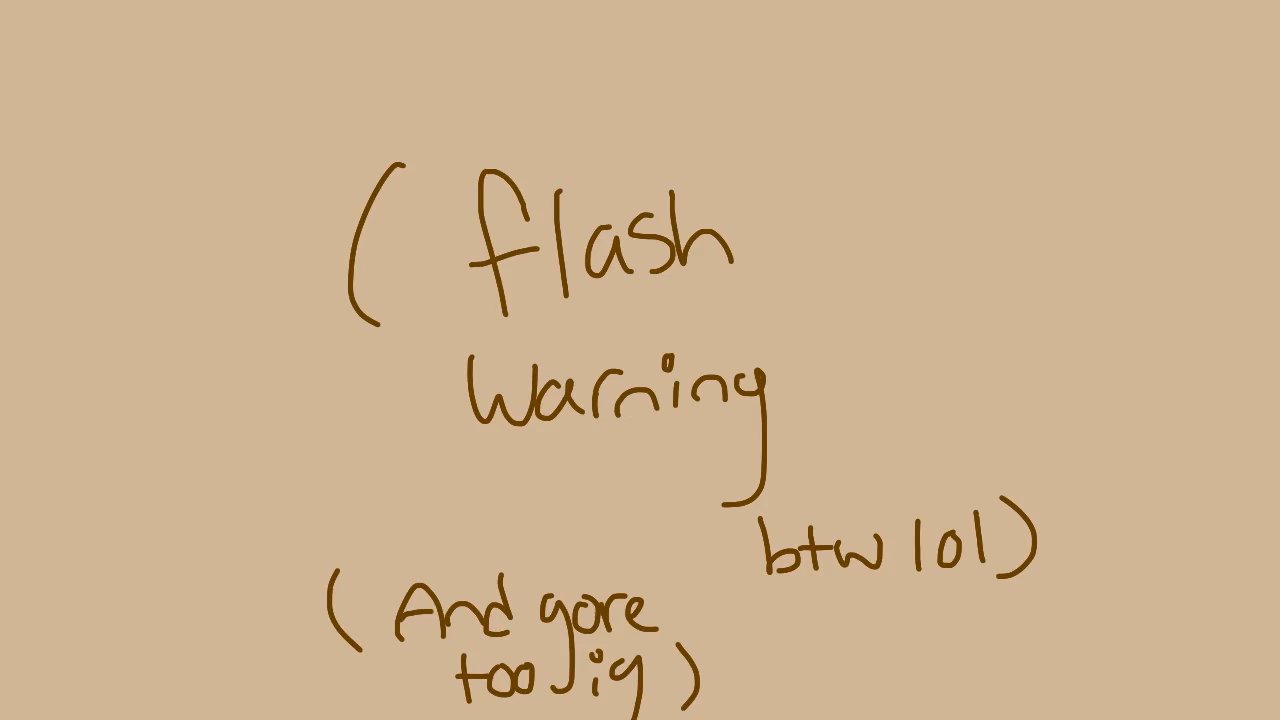 (flash
warning
btw lol)
(And gore
too ig)